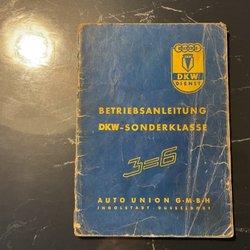 DKW
DIENST
BETRIEBSANLEITUNG
DKW-SONDERKLASSE
3=6
AUTO UNION G·M·B·H
INGOLSTADT · DÜSSELDORF